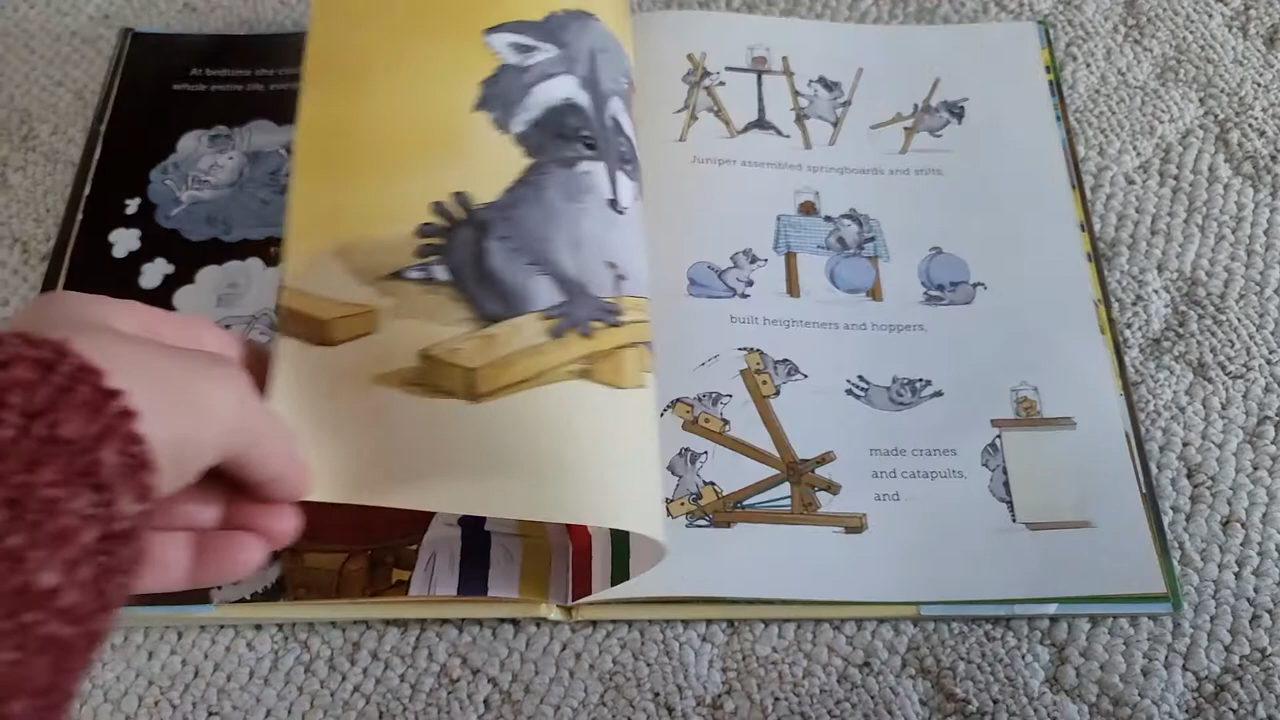 At bedtime she
whole entire life,
Juniper assembled springboards and stilts,
built heighteners and hoppers,
made cranes
and catapults,
and